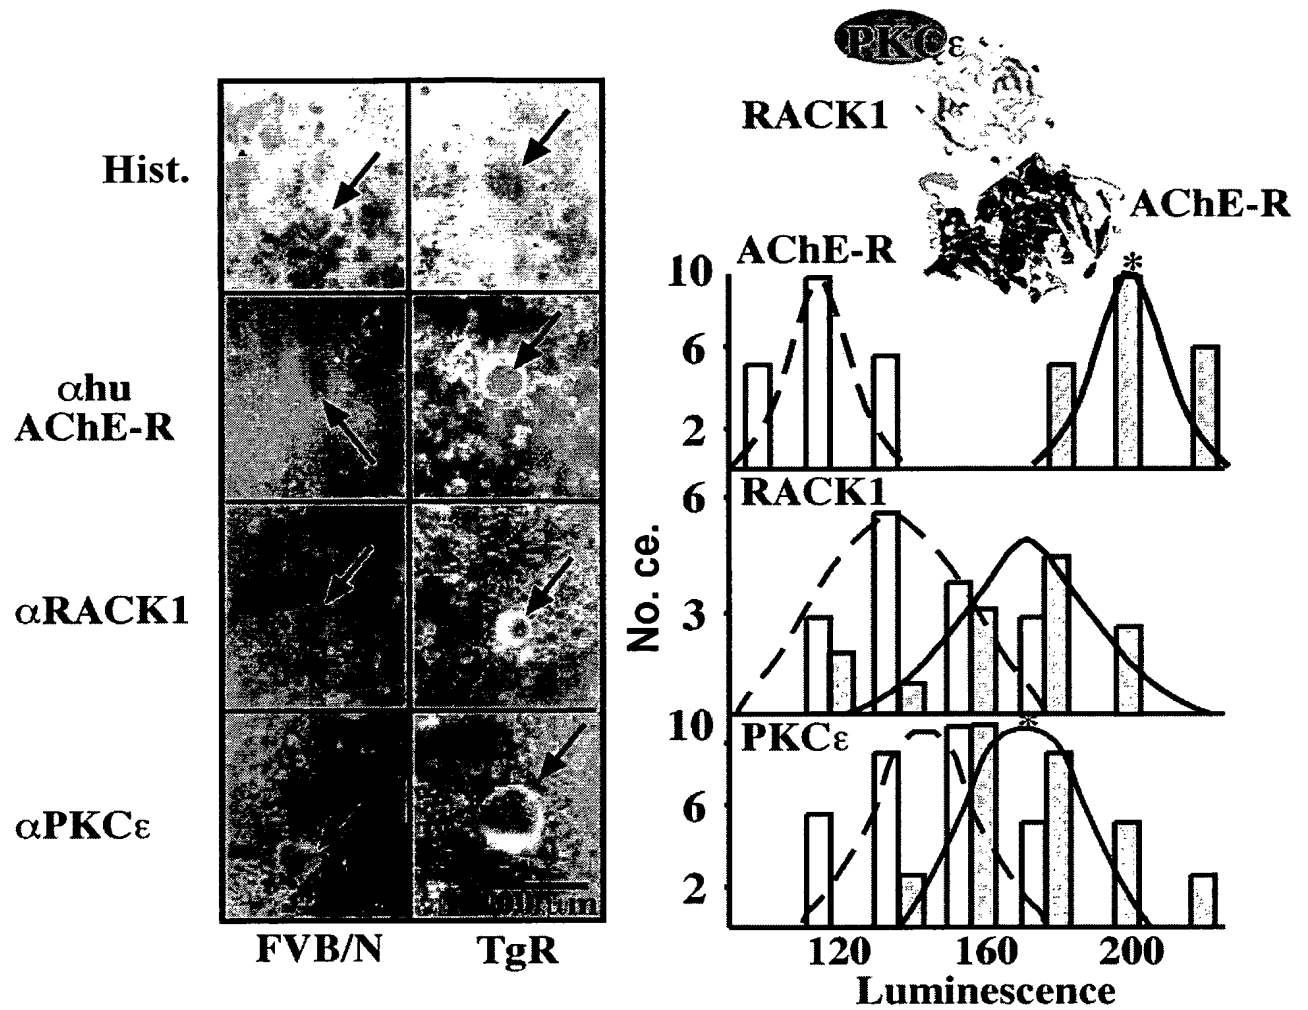 PKCε
RACK1
AChE-R
Hist.
αhu
AChE-R
αRACK1
αPKCε
FVB/N
TgR
AChE-R
*
10
6
2
RACK1
6
3
No. ce.
PKCε
*
10
6
2
120
160
200
Luminescence